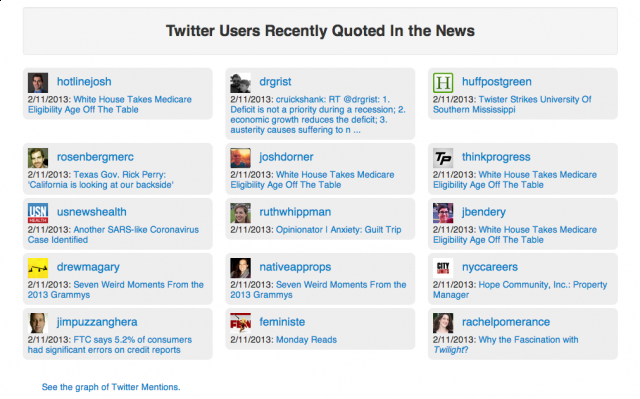 Twitter Users Recently Quoted In the News
hotlinejosh
2/11/2013: White House Takes Medicare
Eligibility Age Off The Table
drgrist
2/11/2013: cruickshank: RT @drgrist: 1.
Deficit is not a priority during a recession; 2.
economic growth reduces the deficit; 3.
austerity causes suffering to n ...
H
huffpostgreen
2/11/2013: Twister Strikes University Of
Southern Mississippi
rosenbergmerc
2/11/2013: Texas Gov. Rick Perry:
'California is looking at our backside'
joshdorner
2/11/2013: White House Takes Medicare
Eligibility Age Off The Table
TP
thinkprogress
2/11/2013: White House Takes Medicare
Eligibility Age Off The Table
USN
HEALTH
usnewshealth
2/11/2013: Another SARS-like Coronavirus
Case Identified
ruthwhippman
2/11/2013: Opinionator | Anxiety: Guilt Trip
jbendery
2/11/2013: White House Takes Medicare
Eligibility Age Off The Table
drewmagary
2/11/2013: Seven Weird Moments From the
2013 Grammys
nativeapprops
2/11/2013: Seven Weird Moments From the
2013 Grammys
CITY
LIMITS
nyccareers
2/11/2013: Hope Community, Inc.: Property
Manager
jimpuzzanghera
2/11/2013: FTC says 5.2% of consumers
had significant errors on credit reports
feministe
2/11/2013: Monday Reads
rachelpomerance
2/11/2013: Why the Fascination with
Twilight?
See the graph of Twitter Mentions.